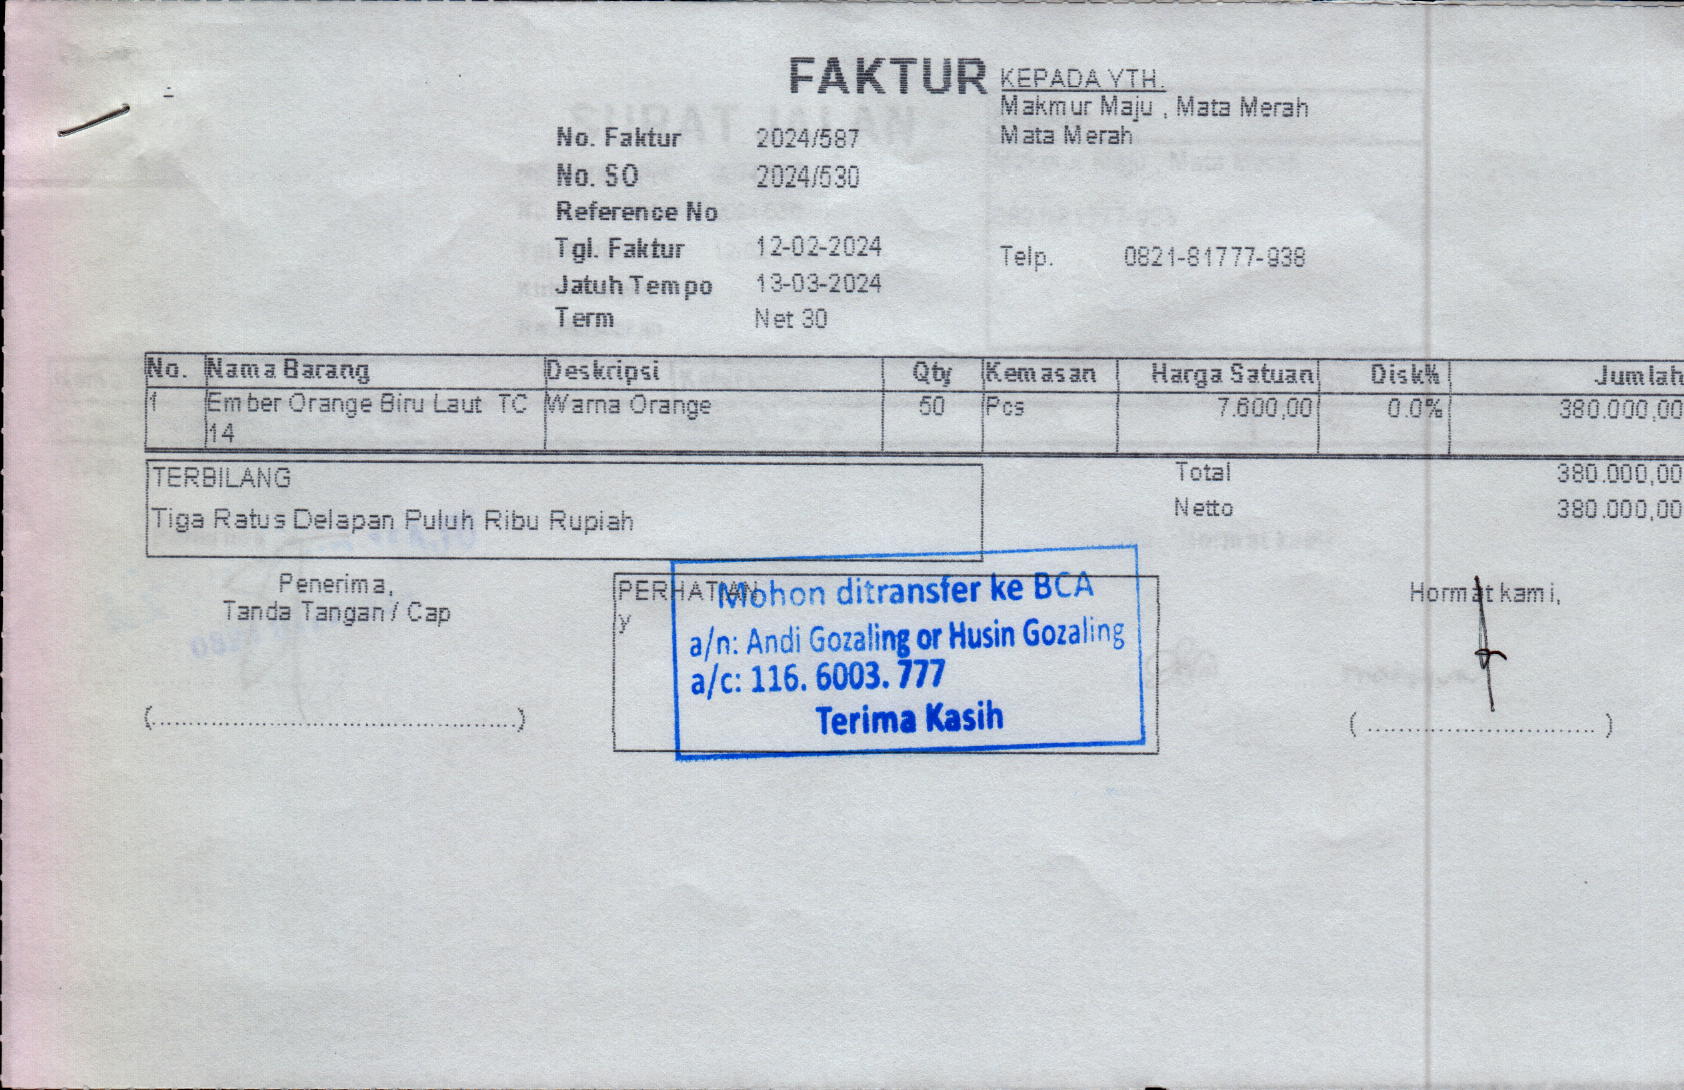 FAKTUR
KEPADA YTH.
Makmur Maju , Mata Merah
Mata Merah
No. Faktur 2024/587
No. SO 2024/530
Reference No
Tgl. Faktur 12-02-2024
Jatuh Tempo 13-03-2024
Term Net 30
Telp. 0821-81777-938
No. Nama Barang Deskripsi Qty Kemasan Harga Satuan Disk% Jumlah
1 Ember Orange Biru Laut TC Warna Orange 50 Pcs 7.600,00 0.0% 380.000,00
14
TERBILANG
Tiga Ratus Delapan Puluh Ribu Rupiah
Total 380.000,00
Netto 380.000,00
Penerima,
Tanda Tangan / Cap
(................................................)
PERHATIAN
y
Mohon ditransfer ke BCA
a/n: Andi Gozaling or Husin Gozaling
a/c: 116. 6003. 777
Terima Kasih
Hormat kami,
( .............................. )
SURAT JALAN